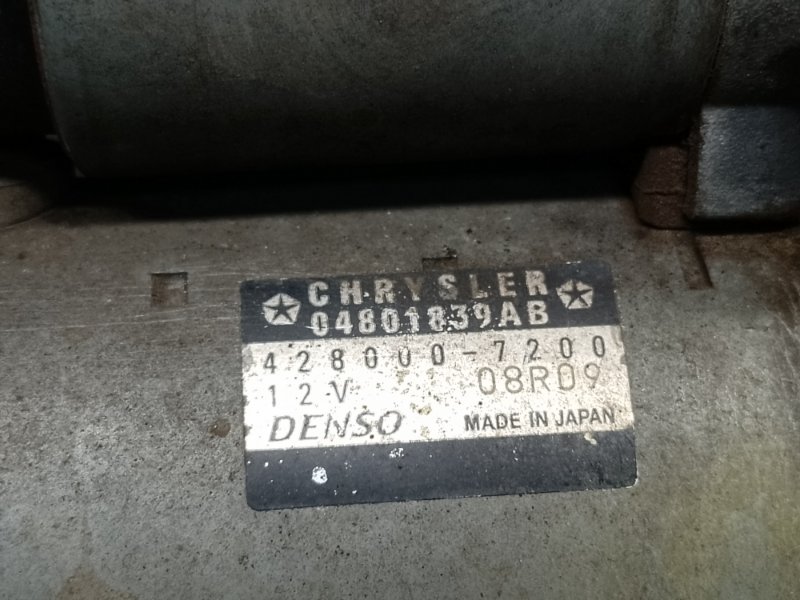 CHRYSLER
04801839AB
428000-7200
12V 08R09
DENSO MADE IN JAPAN